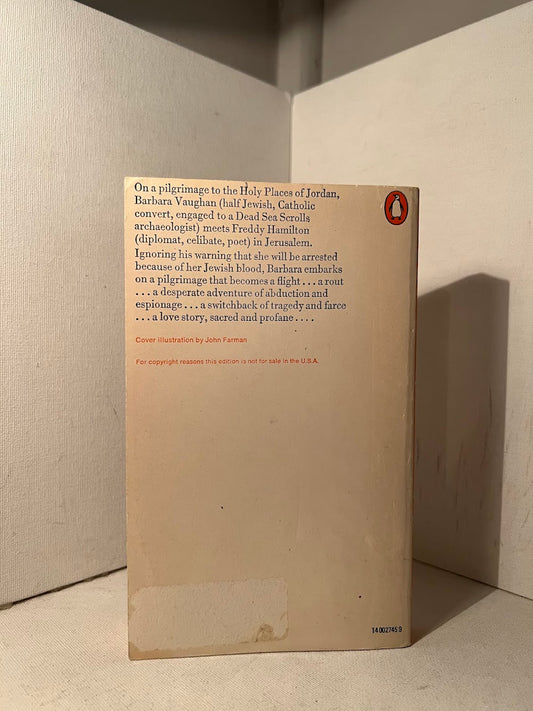 On a pilgrimage to the Holy Places of Jordan,
Barbara Vaughan (half Jewish, Catholic
convert, engaged to a Dead Sea Scrolls
archaeologist) meets Freddy Hamilton
(diplomat, celibate, poet) in Jerusalem.
Ignoring his warning that she will be arrested
because of her Jewish blood, Barbara embarks
on a pilgrimage that becomes a flight . . . a rout
. . . a desperate adventure of abduction and
espionage . . . a switchback of tragedy and farce
. . . a love story, sacred and profane . . . .
Cover illustration by John Farman
For copyright reasons this edition is not for sale in the U.S.A.
14 002745 9